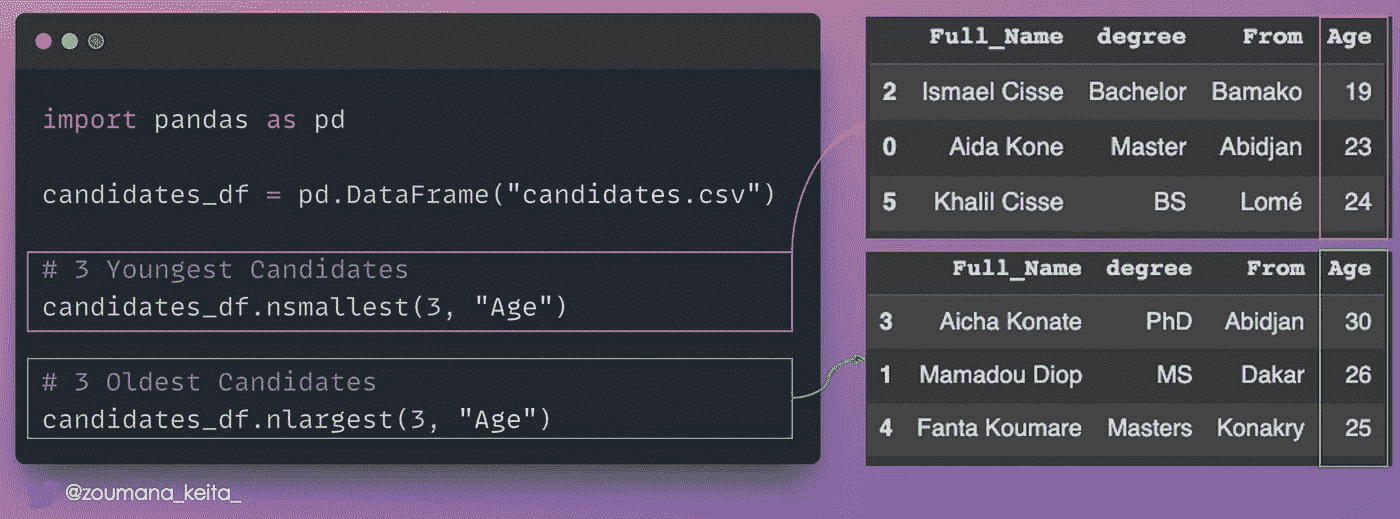 import pandas as pd
candidates_df = pd.DataFrame("candidates.csv")
# 3 Youngest Candidates
candidates_df.nsmallest(3, "Age")
# 3 Oldest Candidates
candidates_df.nlargest(3, "Age")
@zoumana_keita_
Full_Name degree From Age
2 Ismael Cisse Bachelor Bamako 19
0 Aida Kone Master Abidjan 23
5 Khalil Cisse BS Lomé 24
Full_Name degree From Age
3 Aicha Konate PhD Abidjan 30
1 Mamadou Diop MS Dakar 26
4 Fanta Koumare Masters Konakry 25